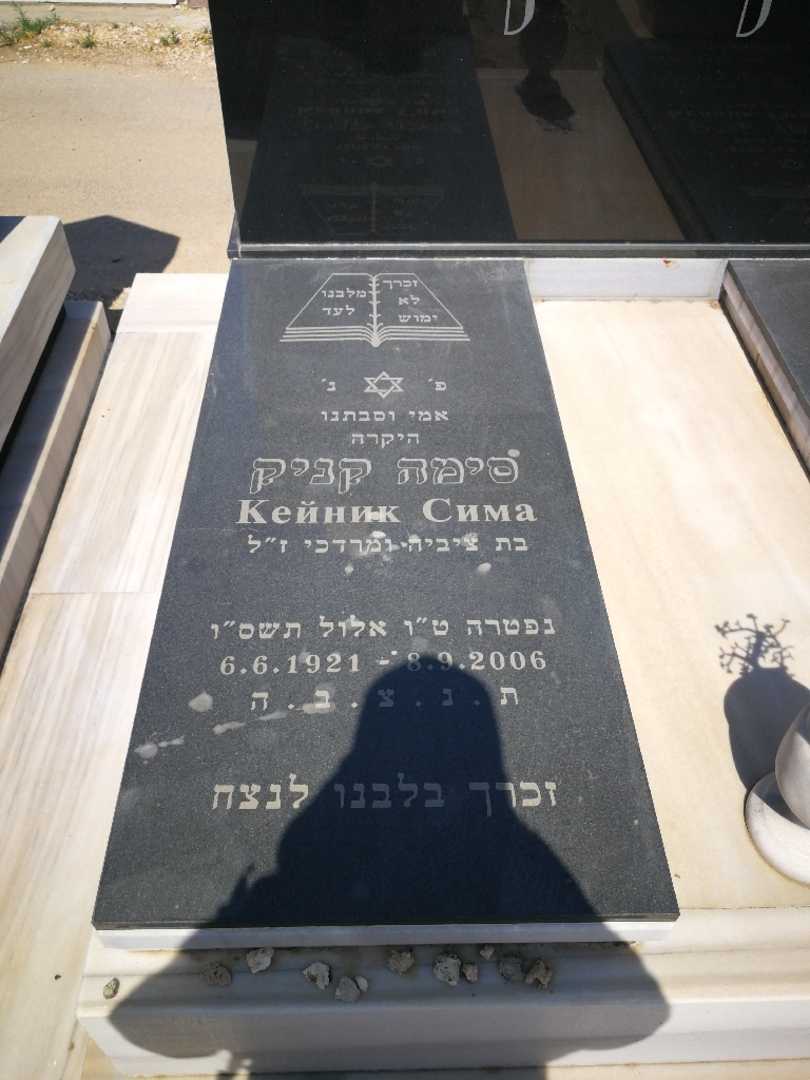 זכרך
לא
ימוש
מלבנו
לעד
פ׳ נ׳
אמי וסבתנו
היקרה
סימה קניק
Кейник Сима
בת ציביה ומרדכי ז״ל
נפטרה ט״ו אלול תשס״ו
6.6.1921 - 8.9.2006
ת . נ . צ . ב . ה
זכרך בלבנו לנצח